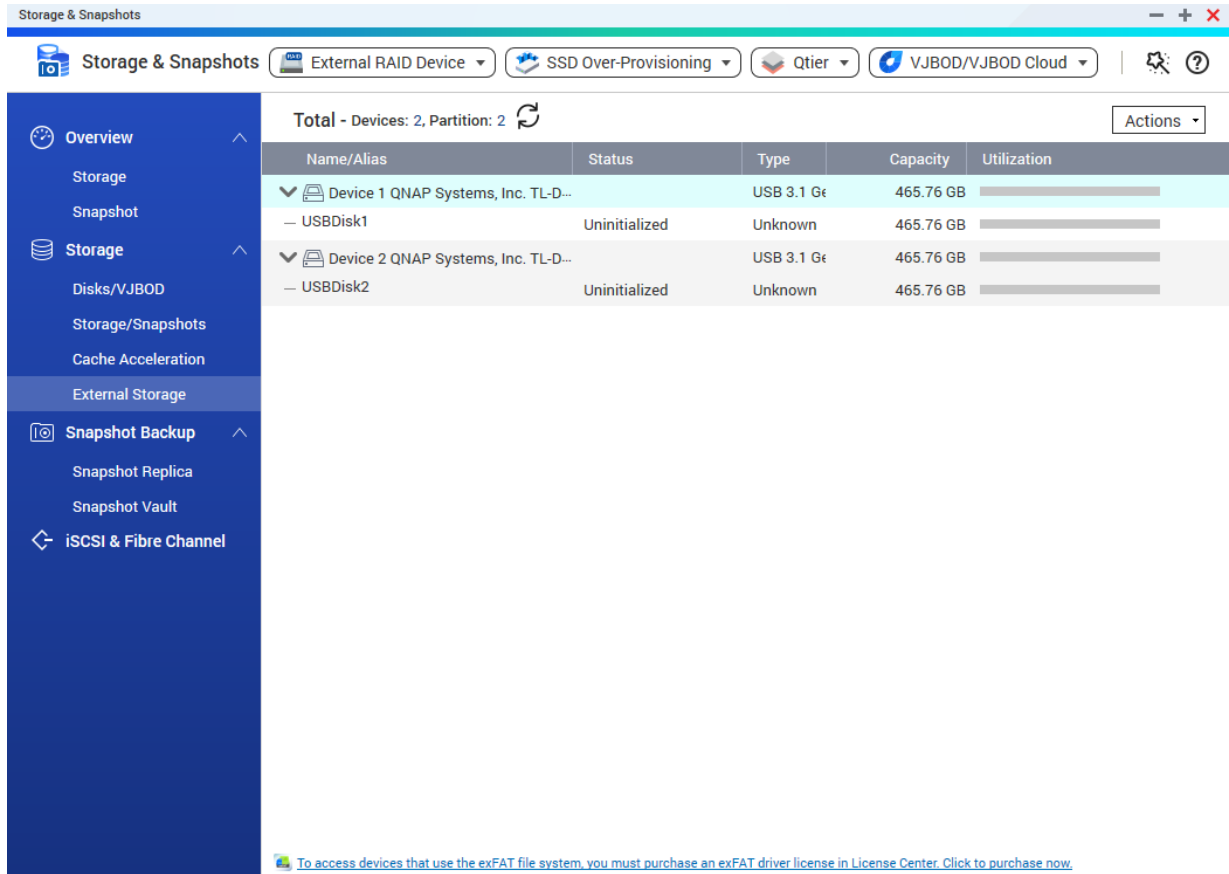 Storage & Snapshots
Storage & Snapshots External RAID Device SSD Over-Provisioning Qtier VJBOD/VJBOD Cloud
Total - Devices: 2, Partition: 2 Actions
Overview
Storage
Snapshot
Storage
Disks/VJBOD
Storage/Snapshots
Cache Acceleration
External Storage
Snapshot Backup
Snapshot Replica
Snapshot Vault
iSCSI & Fibre Channel
Name/Alias Status Type Capacity Utilization
Device 1 QNAP Systems, Inc. TL-D... USB 3.1 Ge 465.76 GB
USBDisk1 Uninitialized Unknown 465.76 GB
Device 2 QNAP Systems, Inc. TL-D... USB 3.1 Ge 465.76 GB
USBDisk2 Uninitialized Unknown 465.76 GB
To access devices that use the exFAT file system, you must purchase an exFAT driver license in License Center. Click to purchase now.